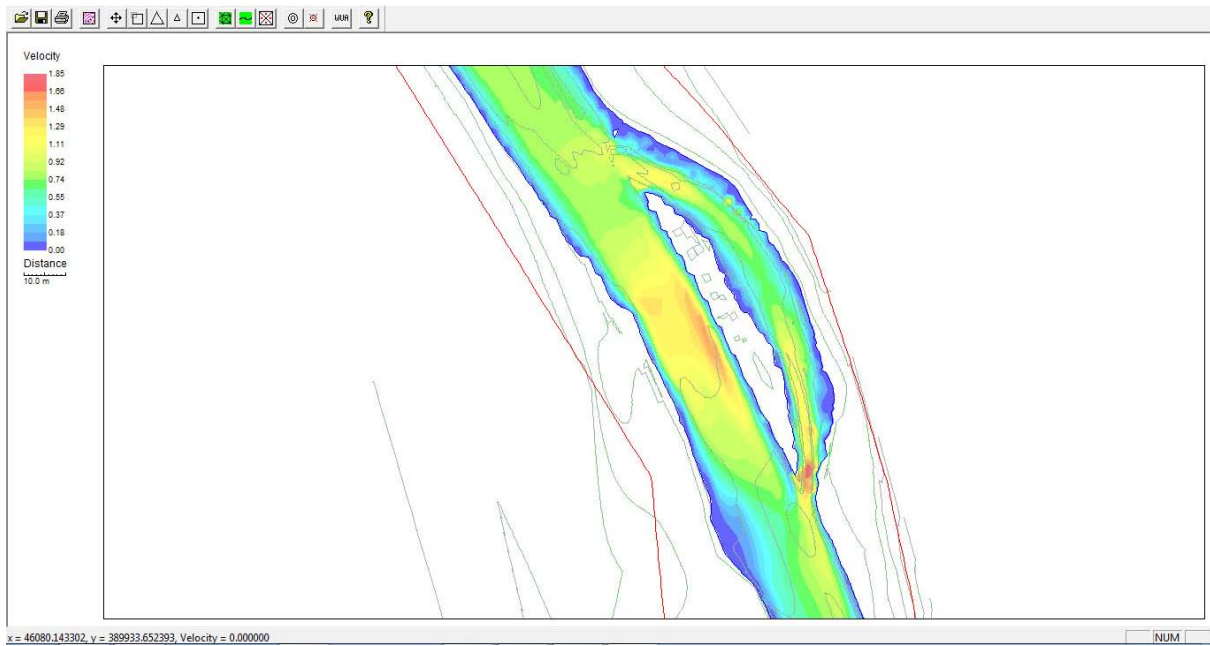 WUA
?
Velocity
1.85
1.66
1.48
1.29
1.11
0.92
0.74
0.55
0.37
0.18
0.00
Distance
10.0 m
x = 46080.143302, y = 389933.652393, Velocity = 0.000000
NUM